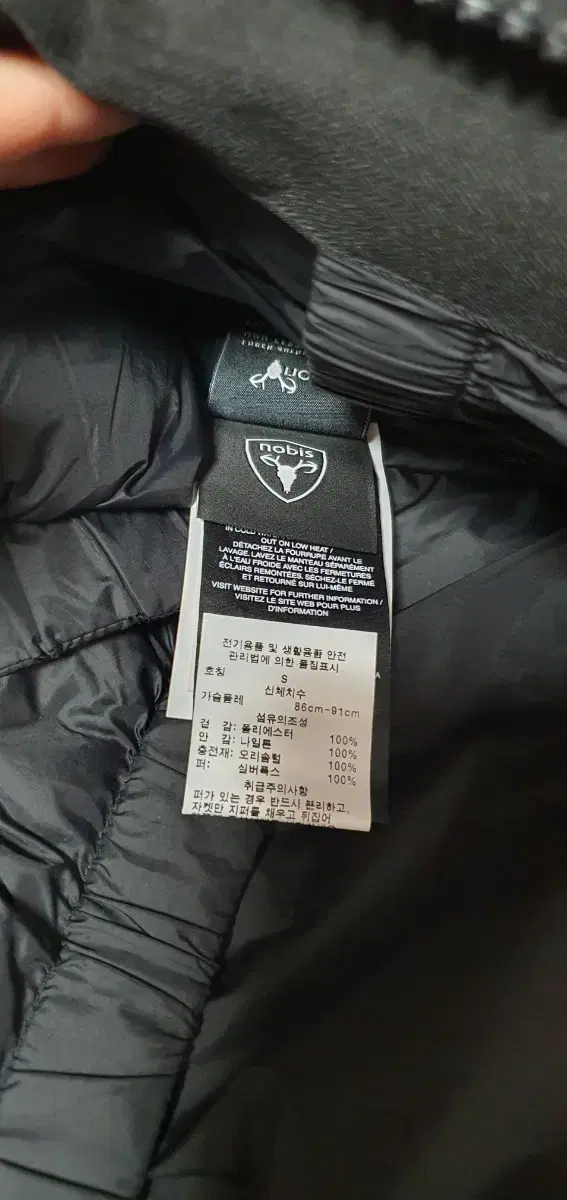 nobis
OUT ON LOW HEAT /
DÉTACHEZ LA FOURRURE AVANT LE
LAVAGE. LAVEZ LE MANTEAU SÉPARÉMENT
À L'EAU FROIDE AVEC LES FERMETURES
ÉCLAIRS REMONTÉES. SÉCHEZ-LE FERMÉ
ET RETOURNÉ SUR LUI-MÊME
VISIT WEBSITE FOR FURTHER INFORMATION /
VISITEZ LE SITE WEB POUR PLUS
D'INFORMATION
전기용품 및 생활용품 안전
관리법에 의한 품질표시
호칭 S
신체치수
가슴둘레 86cm-91cm
섬유의조성
겉 감: 폴리에스터 100%
안 감: 나일론 100%
충전재: 오리솜털 100%
퍼: 실버폭스 100%
취급주의사항
퍼가 있는 경우 반드시 분리하고,
자켓만 지퍼를 채우고 뒤집어